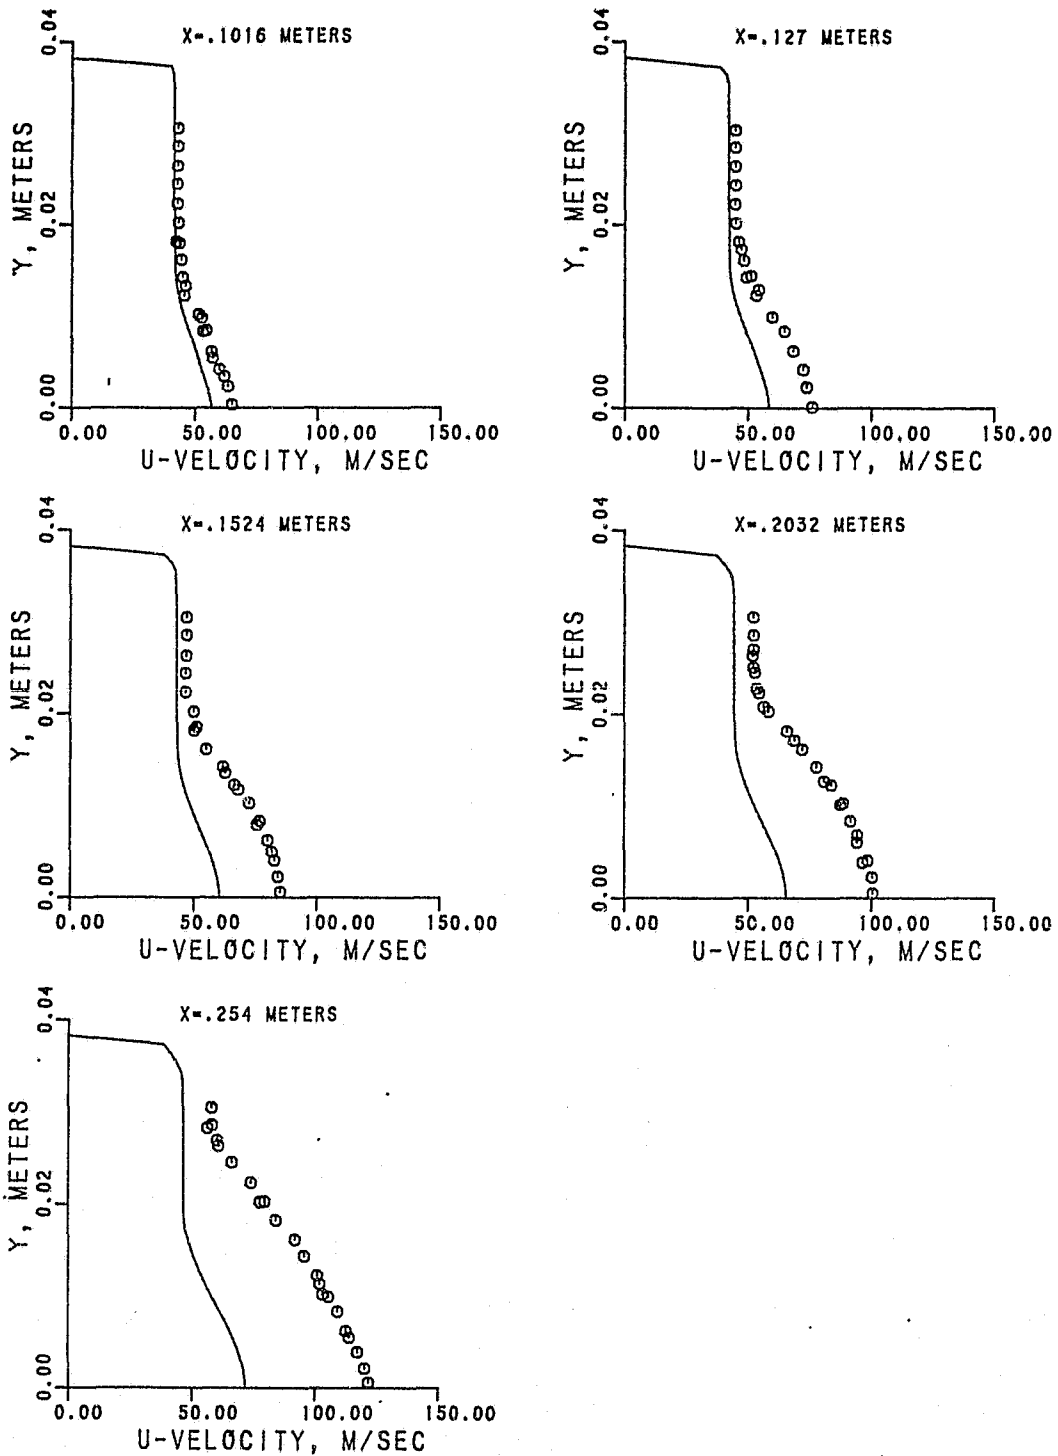 X=.1016 METERS
0.04
0.02
0.00
Y, METERS
0.00 50.00 100.00 150.00
U-VELOCITY, M/SEC
X=.127 METERS
0.04
0.02
0.00
Y, METERS
0.00 50.00 100.00 150.00
U-VELOCITY, M/SEC
X=.1524 METERS
0.04
0.02
0.00
Y, METERS
0.00 50.00 100.00 150.00
U-VELOCITY, M/SEC
X=.2032 METERS
0.04
0.02
0.00
Y, METERS
0.00 50.00 100.00 150.00
U-VELOCITY, M/SEC
X=.254 METERS
0.04
0.02
0.00
Y, METERS
0.00 50.00 100.00 150.00
U-VELOCITY, M/SEC